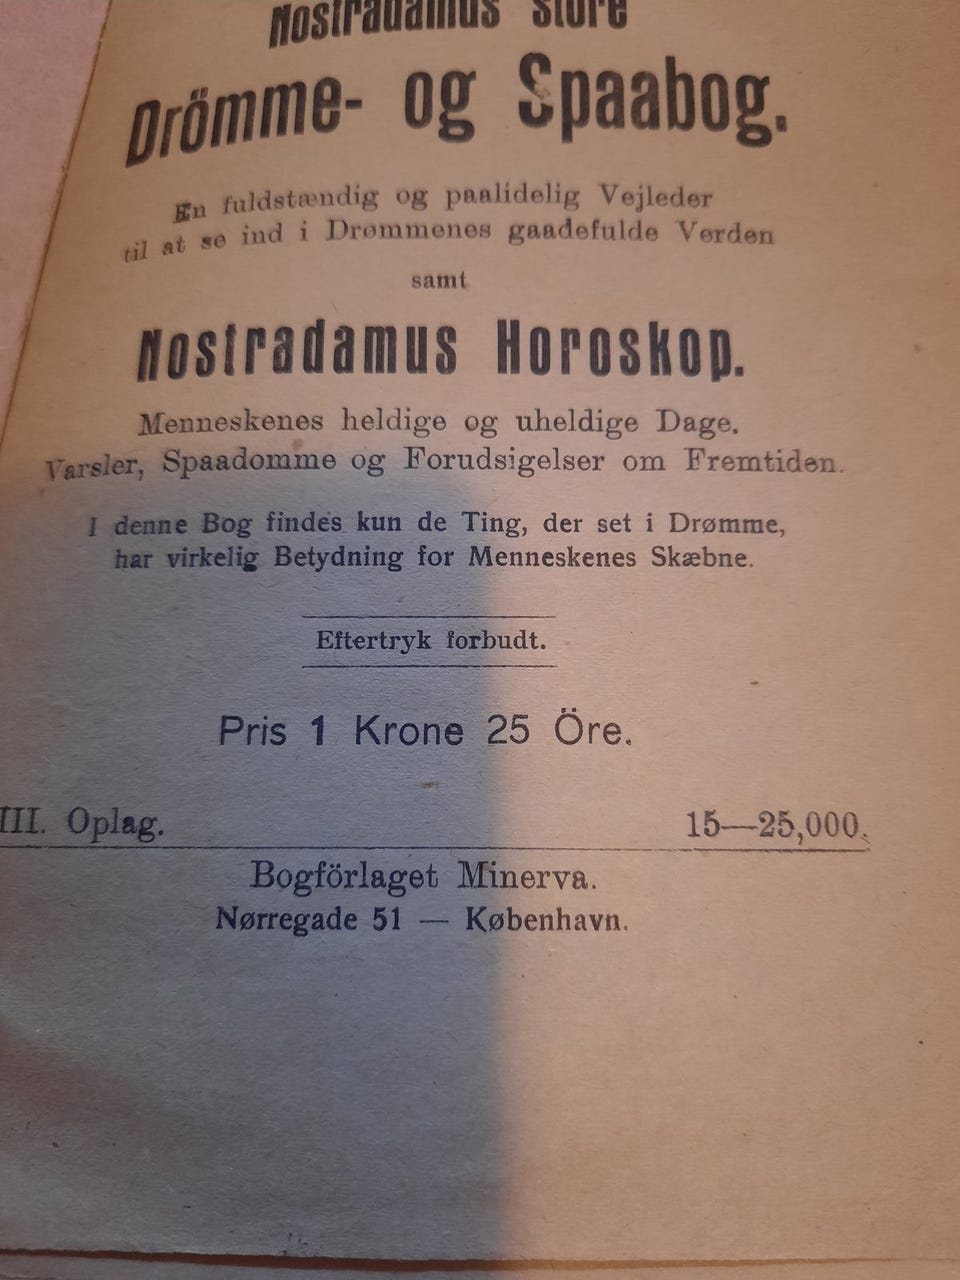 Nostradamus Store
Drömme- og Spaabog.
En fuldstændig og paalidelig Vejleder
til at se ind i Drømmenes gaadefulde Verden
samt
Nostradamus Horoskop.
Menneskenes heldige og uheldige Dage.
Varsler, Spaadomme og Forudsigelser om Fremtiden.
I denne Bog findes kun de Ting, der set i Drømme,
har virkelig Betydning for Menneskenes Skæbne.
Eftertryk forbudt.
Pris 1 Krone 25 Öre.
III. Oplag. 15—25,000.
Bogförlaget Minerva.
Nørregade 51 — København.